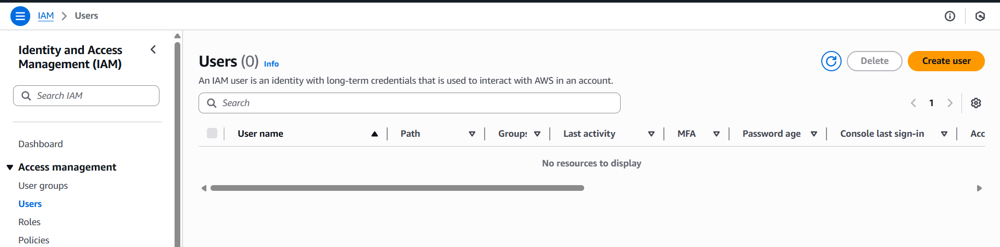 IAM > Users
Identity and Access
Management (IAM)
Search IAM
Dashboard
Access management
User groups
Users
Roles
Policies
Users (0) Info
Delete
Create user
An IAM user is an identity with long-term credentials that is used to interact with AWS in an account.
Search
1
User name Path Groups Last activity MFA Password age Console last sign-in Acc
No resources to display